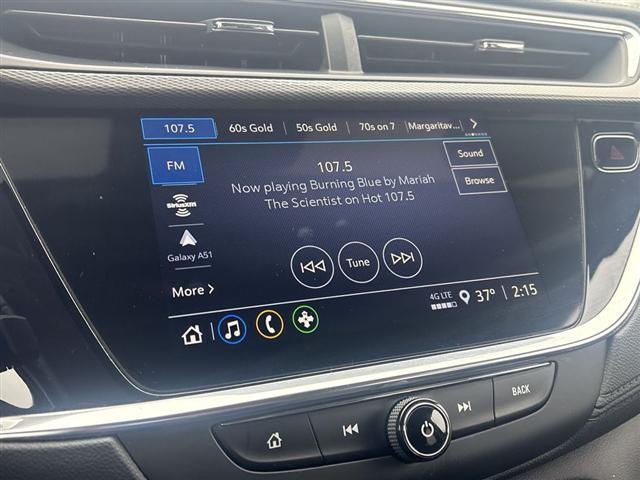 107.5 60s Gold 50s Gold 70s on 7 Margaritav...
FM
107.5
Sound
Now playing Burning Blue by Mariah
The Scientist on Hot 107.5
Browse
SiriusXM
Galaxy A51
Tune
More
4G LTE
37° 2:15
BACK